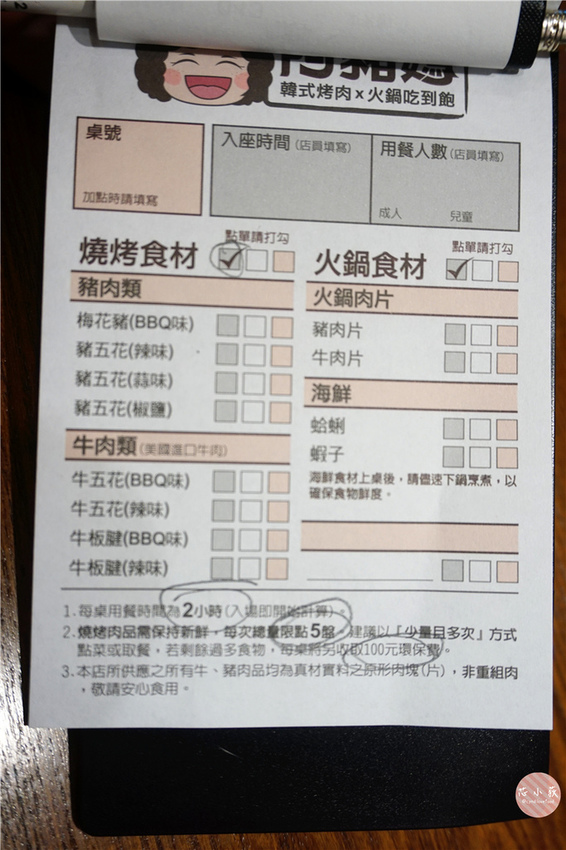 韓式烤肉x火鍋吃到飽
桌號
加點時請填寫
入座時間(店員填寫)
用餐人數(店員填寫)
成人 兒童
燒烤食材 點單請打勾
豬肉類
梅花豬(BBQ味)
豬五花(辣味)
豬五花(蒜味)
豬五花(椒鹽)
牛肉類(美國進口牛肉)
牛五花(BBQ味)
牛五花(辣味)
牛板腱(BBQ味)
牛板腱(辣味)
火鍋食材 點單請打勾
火鍋肉片
豬肉片
牛肉片
海鮮
蛤蜊
蝦子
海鮮食材上桌後，請儘速下鍋烹煮，以
確保食物鮮度。
1.每桌用餐時間為2小時(入場即開始計算)。
2.燒烤肉品需保持新鮮，每次總量限點5盤，建議以「少量目多次」方式
點菜或取餐，若剩餘過多食物，每桌將另收取100元環保費。
3.本店所供應之所有牛、豬肉品均為真材實料之原形肉塊(片)，非重組肉
，敬請安心食用。
芯小荻